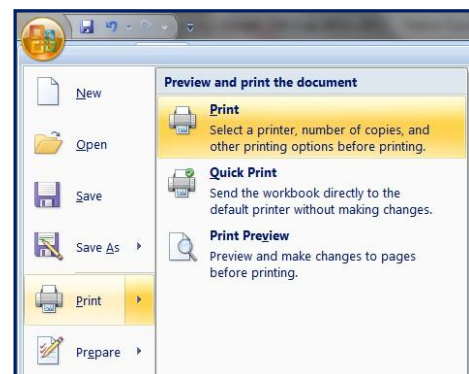 New
Open
Save
Save As
Print
Prepare
Preview and print the document
Print
Select a printer, number of copies, and
other printing options before printing.
Quick Print
Send the workbook directly to the
default printer without making changes.
Print Preview
Preview and make changes to pages
before printing.